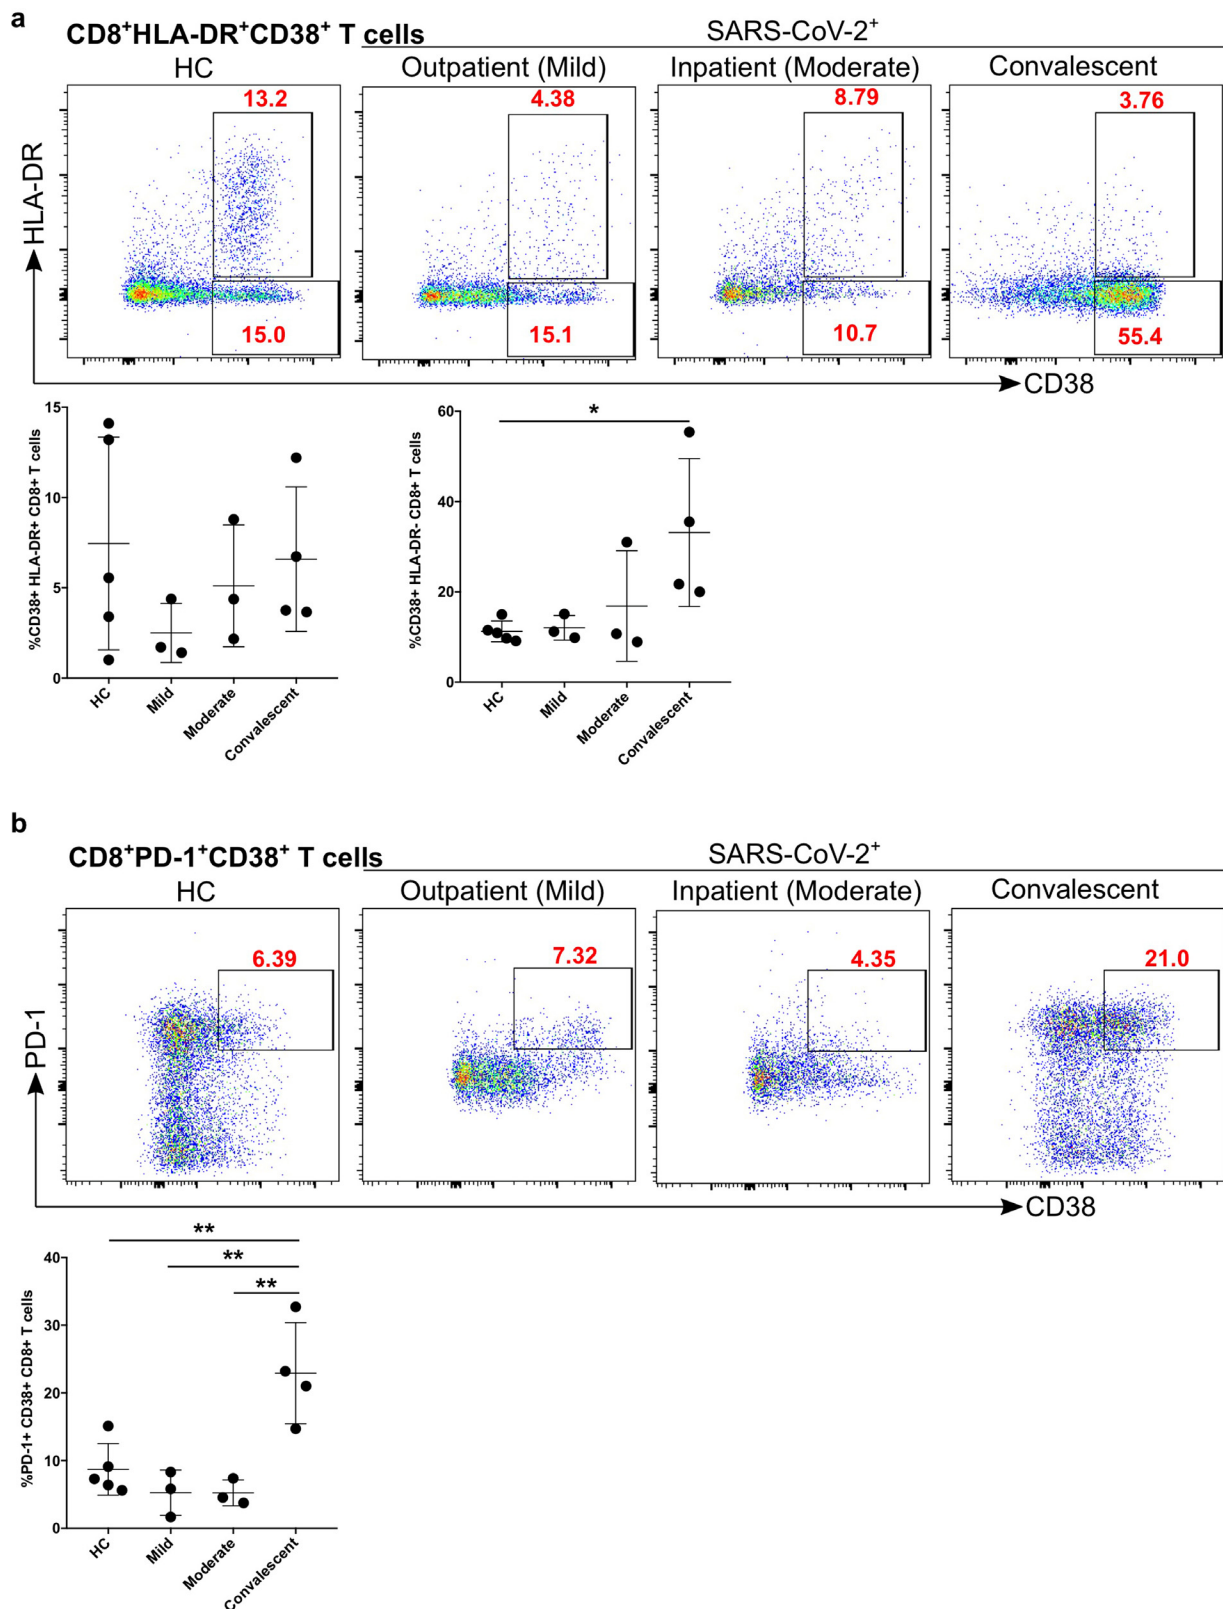 a
CD8⁺HLA-DR⁺CD38⁺ T cells
SARS-CoV-2⁺
HC
Outpatient (Mild)
Inpatient (Moderate)
Convalescent
13.2
4.38
8.79
3.76
HLA-DR
15.0
15.1
10.7
55.4
CD38
%CD38+ HLA-DR+ CD8+ T cells
15
10
5
0
HC
Mild
Moderate
Convalescent
%CD38+ HLA-DR- CD8+ T cells
60
40
20
0
*
HC
Mild
Moderate
Convalescent
b
CD8⁺PD-1⁺CD38⁺ T cells
SARS-CoV-2⁺
HC
Outpatient (Mild)
Inpatient (Moderate)
Convalescent
6.39
7.32
4.35
21.0
PD-1
CD38
**
**
**
%PD-1+ CD38+ CD8+ T cells
40
30
20
10
0
HC
Mild
Moderate
Convalescent